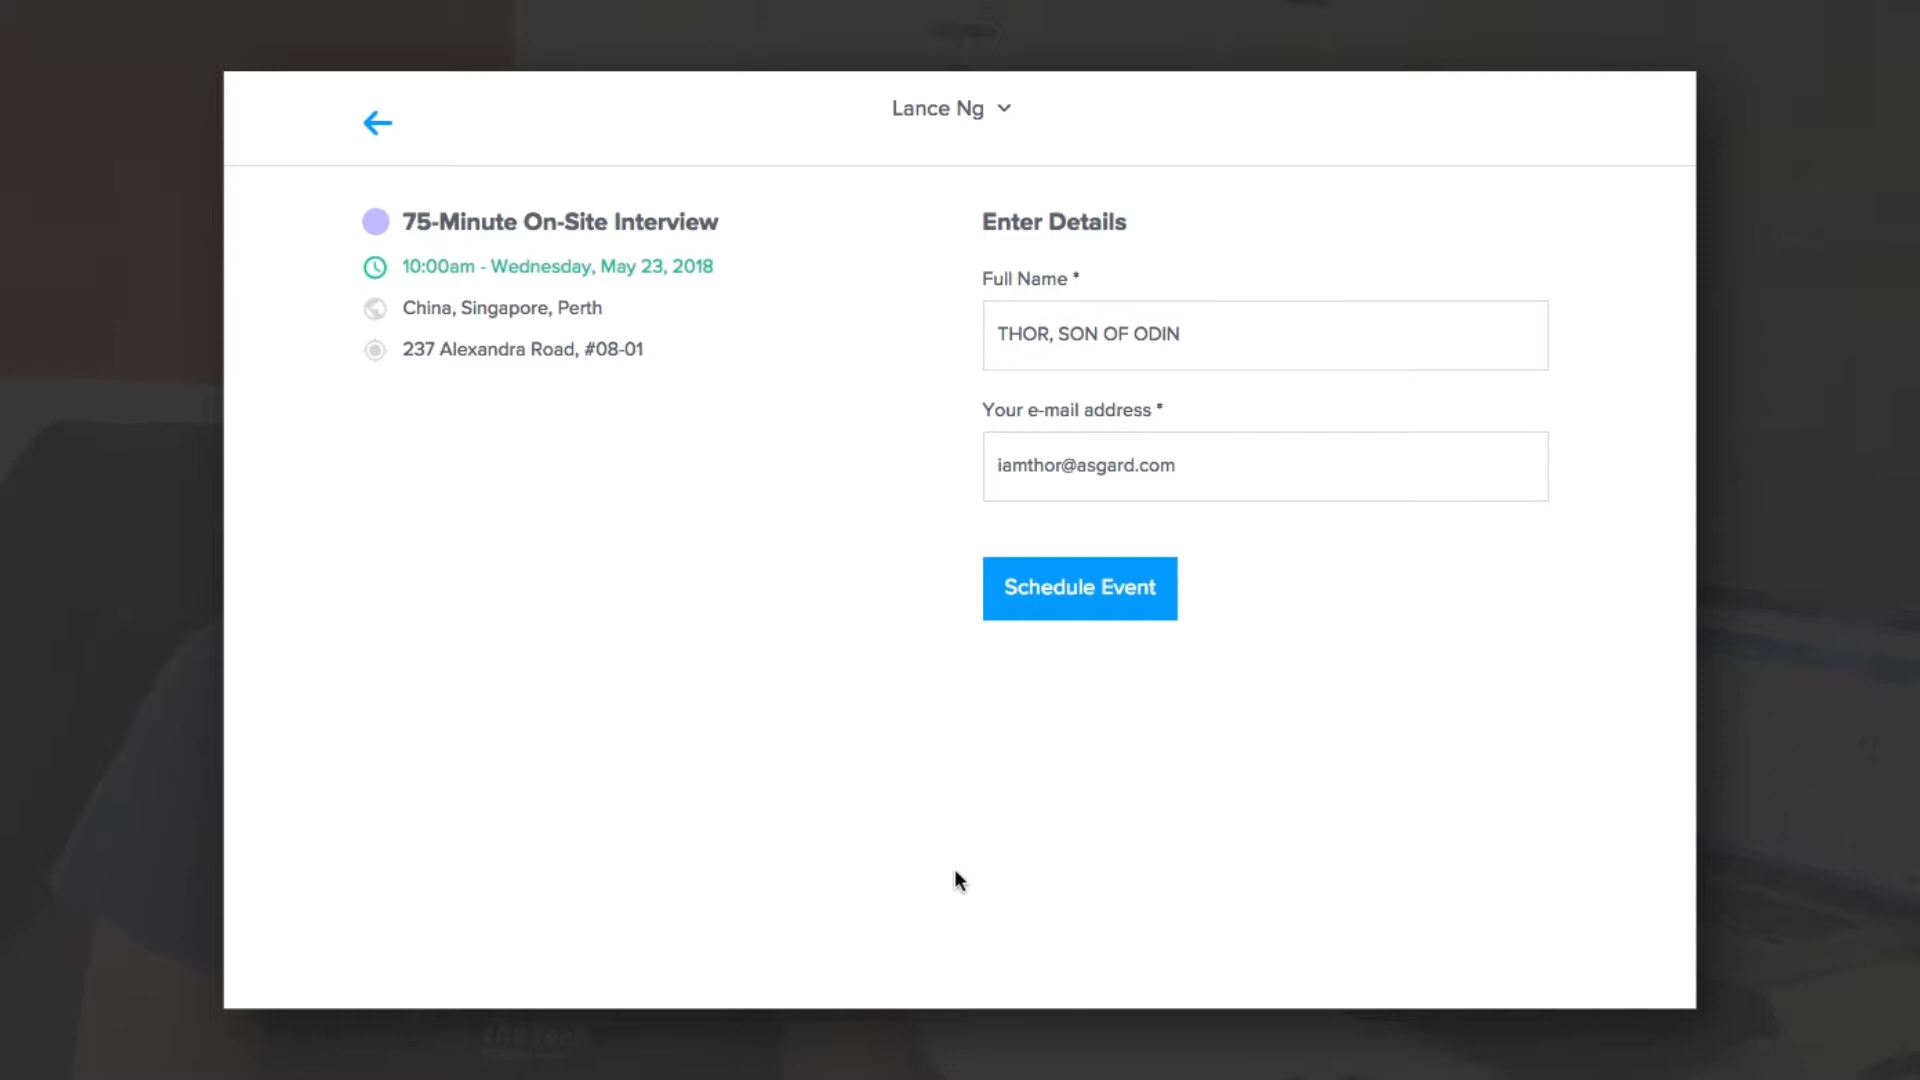 Lance Ng
75-Minute On-Site Interview
10:00am - Wednesday, May 23, 2018
China, Singapore, Perth
237 Alexandra Road, #08-01
Enter Details
Full Name *
THOR, SON OF ODIN
Your e-mail address *
iamthor@asgard.com
Schedule Event